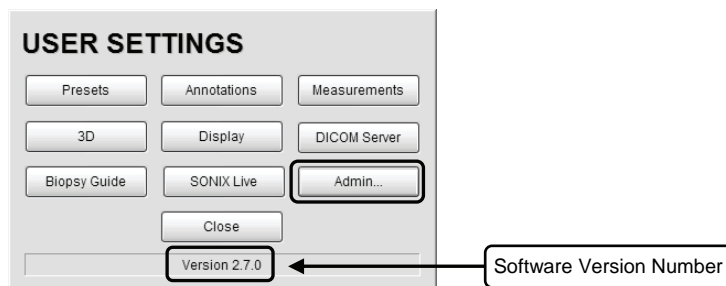 USER SETTINGS
Presets Annotations Measurements
3D Display DICOM Server
Biopsy Guide SONIX Live Admin...
Close
Version 2.7.0
Software Version Number